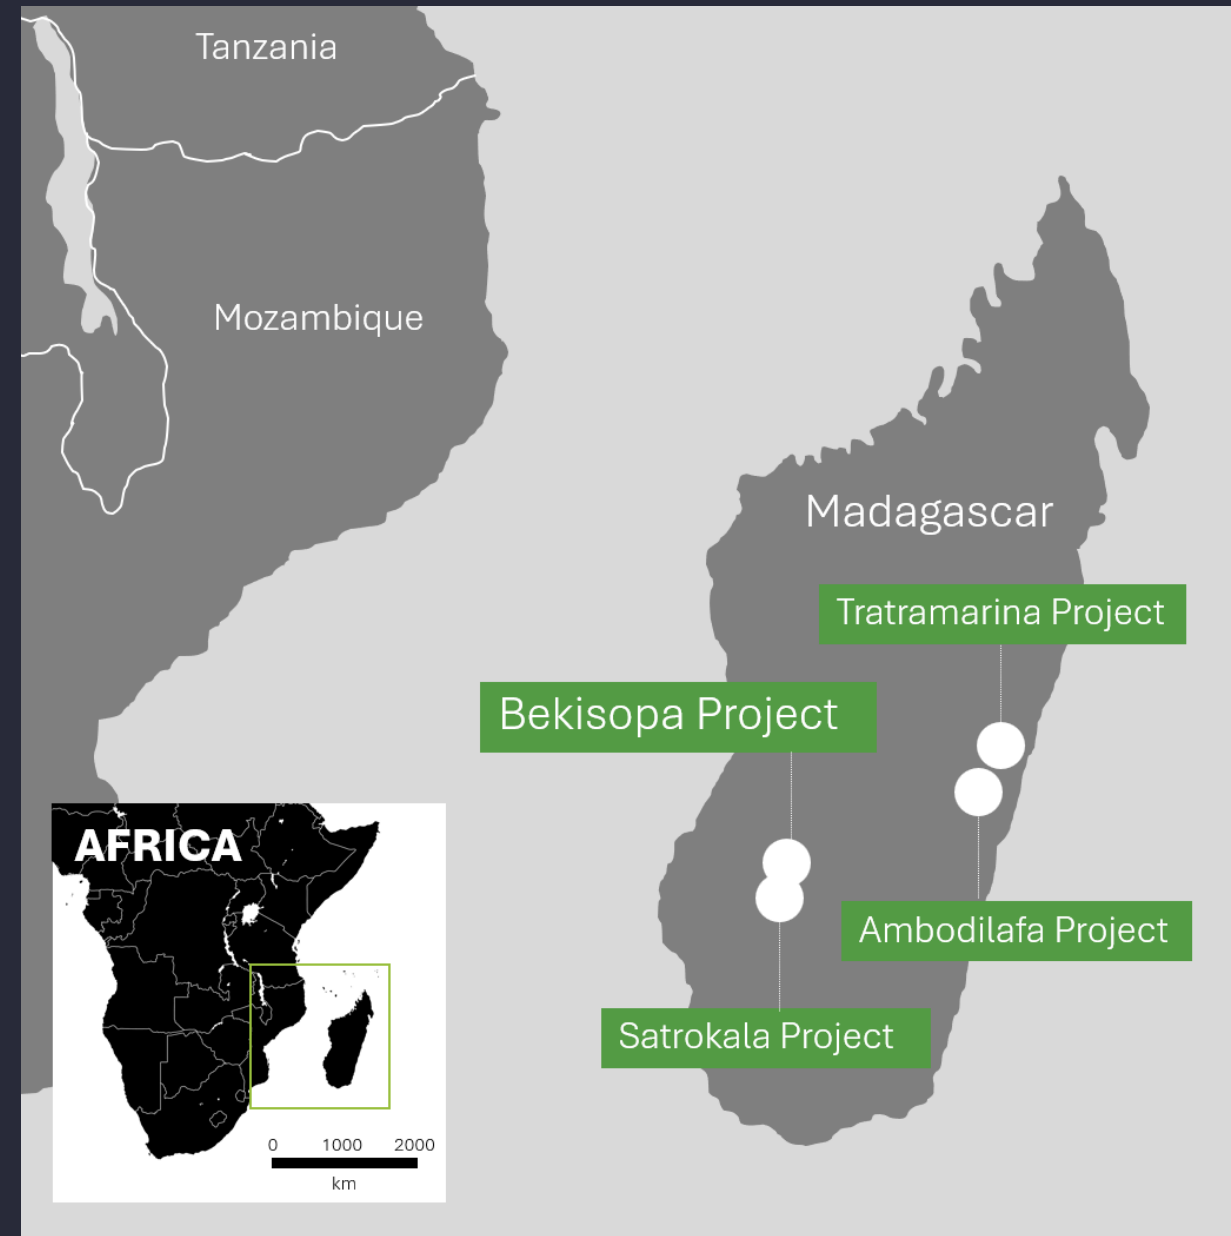 Tanzania
Mozambique
Madagascar
Tratramarina Project
Bekisopa Project
Ambodilafa Project
Satrokala Project
AFRICA
0 1000 2000
km